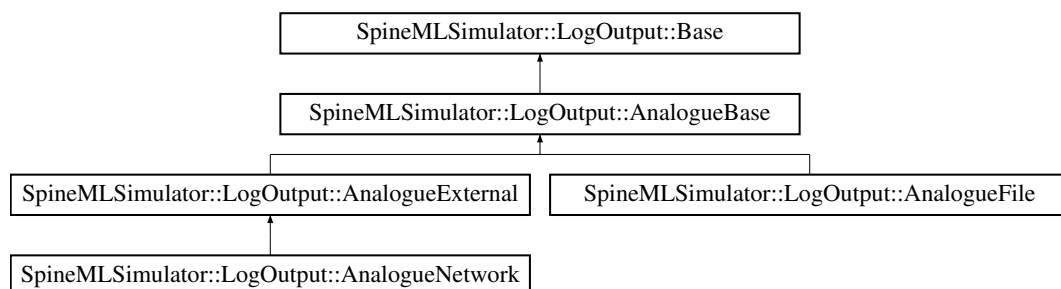 SpineMLSimulator::LogOutput::Base
SpineMLSimulator::LogOutput::AnalogueBase
SpineMLSimulator::LogOutput::AnalogueExternal
SpineMLSimulator::LogOutput::AnalogueFile
SpineMLSimulator::LogOutput::AnalogueNetwork